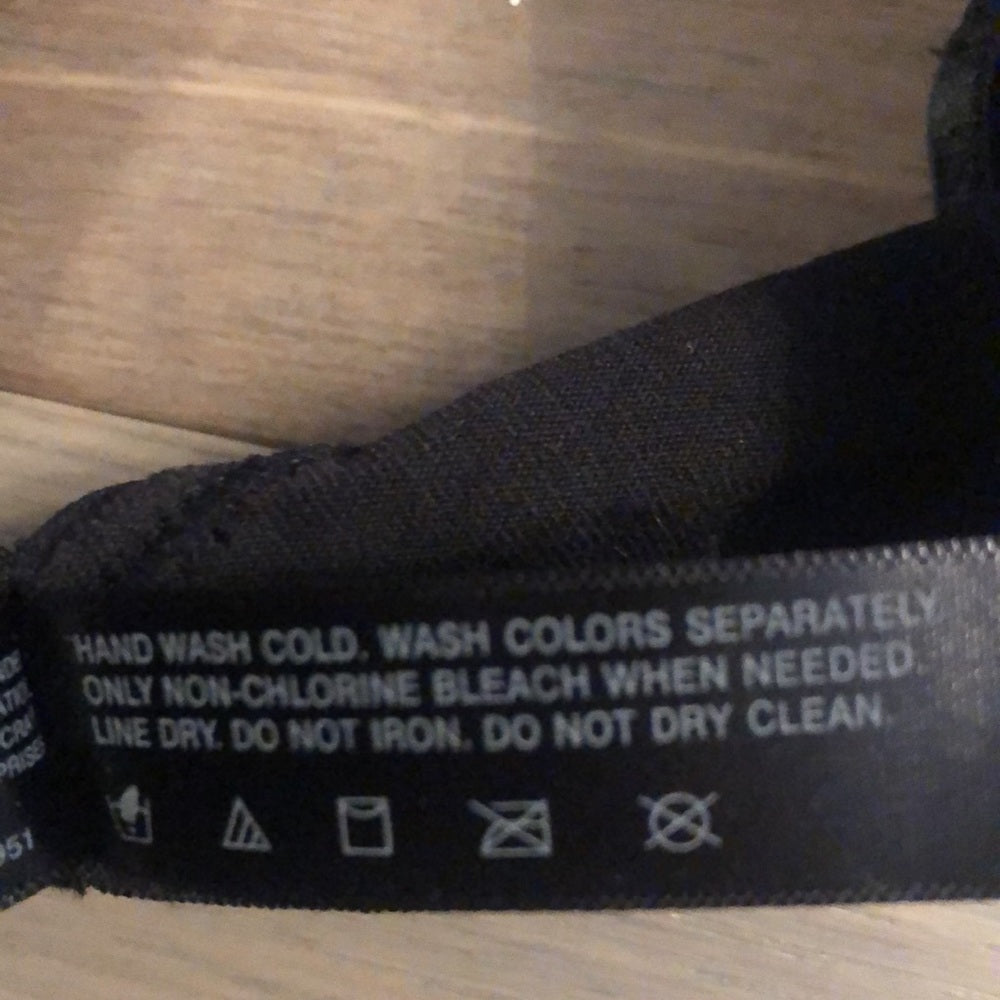 HAND WASH COLD. WASH COLORS SEPARATELY
ONLY NON-CHLORINE BLEACH WHEN NEEDED.
LINE DRY. DO NOT IRON. DO NOT DRY CLEAN.
951